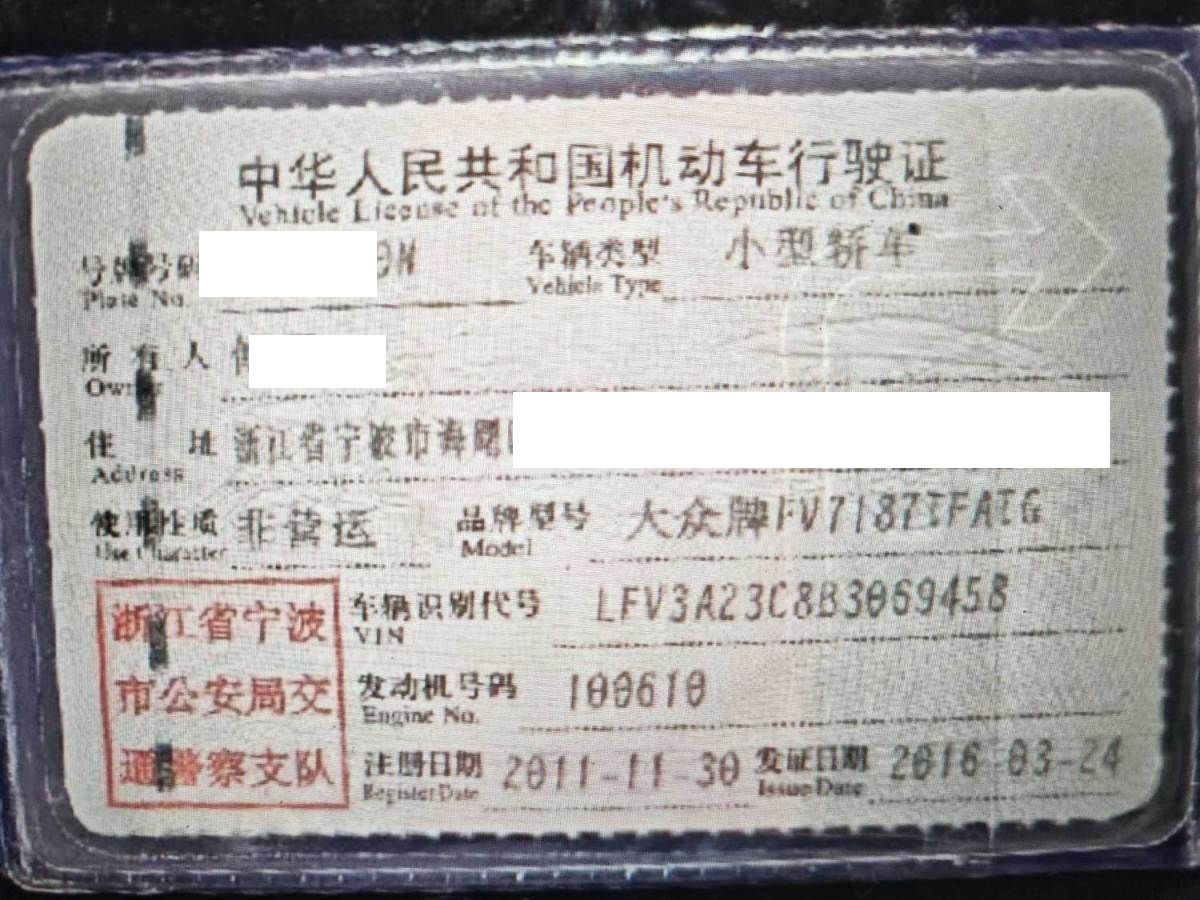 中华人民共和国机动车行驶证
Vehicle License of the People's Republic of China
号牌号码 9N 车辆类型 小型轿车
Plate No. Vehicle Type
所有人
Owner
住址 浙江省宁波市海曙
Address
使用性质 非营运 品牌型号 大众牌FV7187TFATG
Use Character Model
浙江省宁波 车辆识别代号 LFV3A23C8B3069458
VIN
市公安局交 发动机号码 100610
Engine No.
通警察支队 注册日期 2011-11-30 发证日期 2016-03-24
Register Date Issue Date